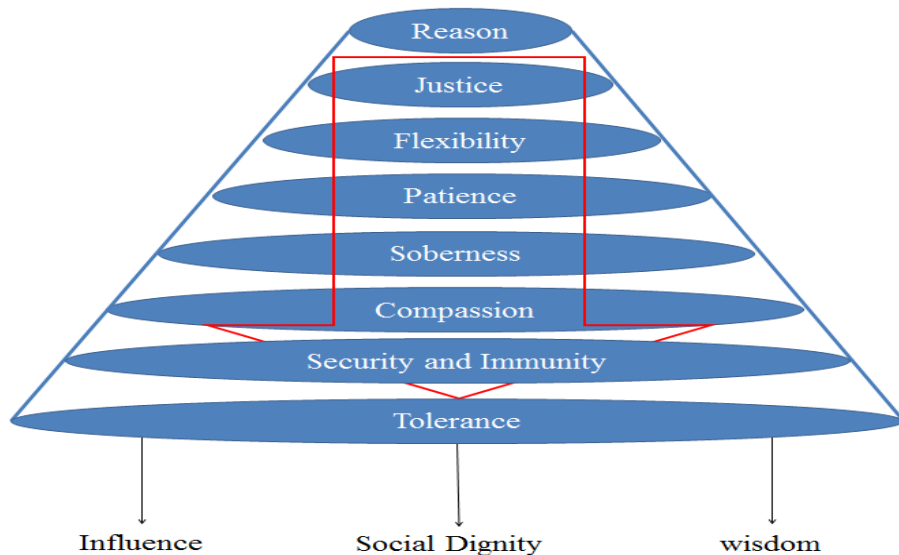 Reason
Justice
Flexibility
Patience
Soberness
Compassion
Security and Immunity
Tolerance
Influence
Social Dignity
wisdom